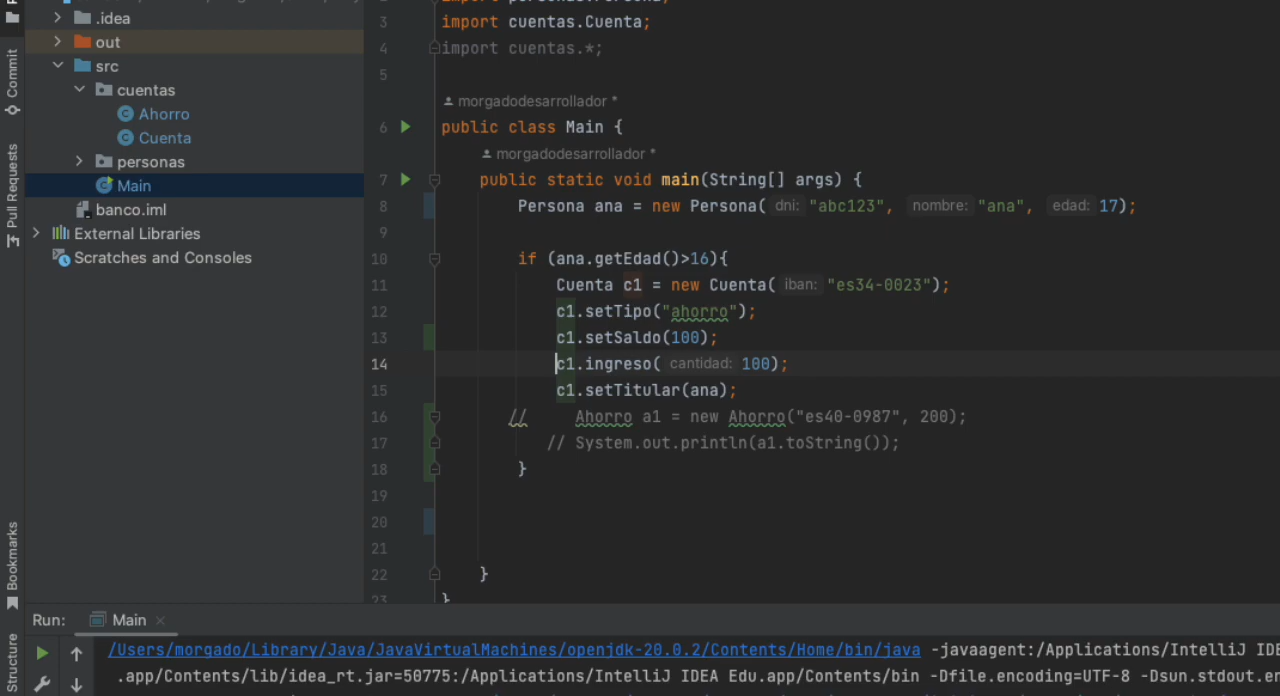 .idea
out
src
cuentas
Ahorro
Cuenta
personas
Main
banco.iml
External Libraries
Scratches and Consoles
Commit
Pull Requests
Bookmarks
Structure
3 import cuentas.Cuenta;
4 import cuentas.*;
5
morgadodesarrollador *
6 public class Main {
morgadodesarrollador *
7 public static void main(String[] args) {
8 Persona ana = new Persona( dni: "abc123", nombre: "ana", edad: 17);
9
10 if (ana.getEdad()>16){
11 Cuenta c1 = new Cuenta( iban: "es34-0023");
12 c1.setTipo("ahorro");
13 c1.setSaldo(100);
14 c1.ingreso( cantidad: 100);
15 c1.setTitular(ana);
16 // Ahorro a1 = new Ahorro("es40-0987", 200);
17 // System.out.println(a1.toString());
18 }
19
20
21
22 }
23 }
Run: Main ×
/Users/morgado/Library/Java/JavaVirtualMachines/openjdk-20.0.2/Contents/Home/bin/java -javaagent:/Applications/IntelliJ IDE
.app/Contents/lib/idea_rt.jar=50775:/Applications/IntelliJ IDEA Edu.app/Contents/bin -Dfile.encoding=UTF-8 -Dsun.stdout.en